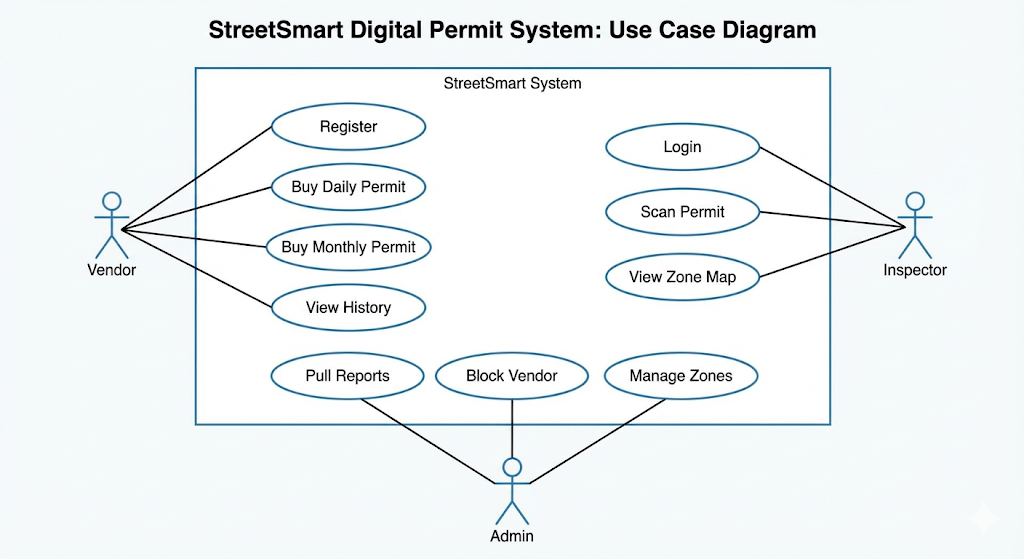 StreetSmart Digital Permit System: Use Case Diagram
StreetSmart System
Register
Buy Daily Permit
Buy Monthly Permit
View History
Login
Scan Permit
View Zone Map
Vendor
Inspector
Pull Reports
Block Vendor
Manage Zones
Admin